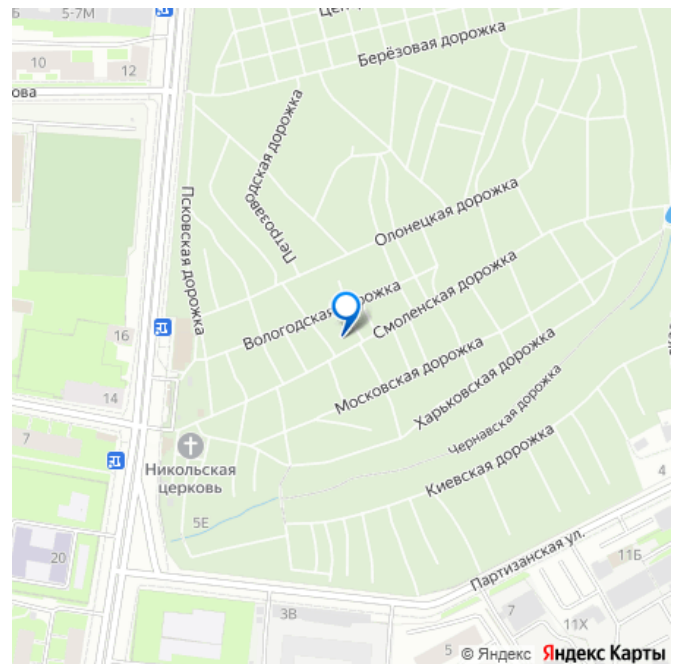 Б
5-7М
Цен
Берёзовая дорожка
10
12
ова
Петрозаводская дорожка
Псковская дорожка
Олонецкая дорожка
Вологодская дорожка
Смоленская дорожка
16
Московская дорожка
Харьковская дорожка
14
7
Чернавская дорожка
Никольская
церковь
Киевская дорожка
4
5Е
20
Партизанская ул.
11Б
3В
7
11Х
5
© Яндекс Яндекс Карты